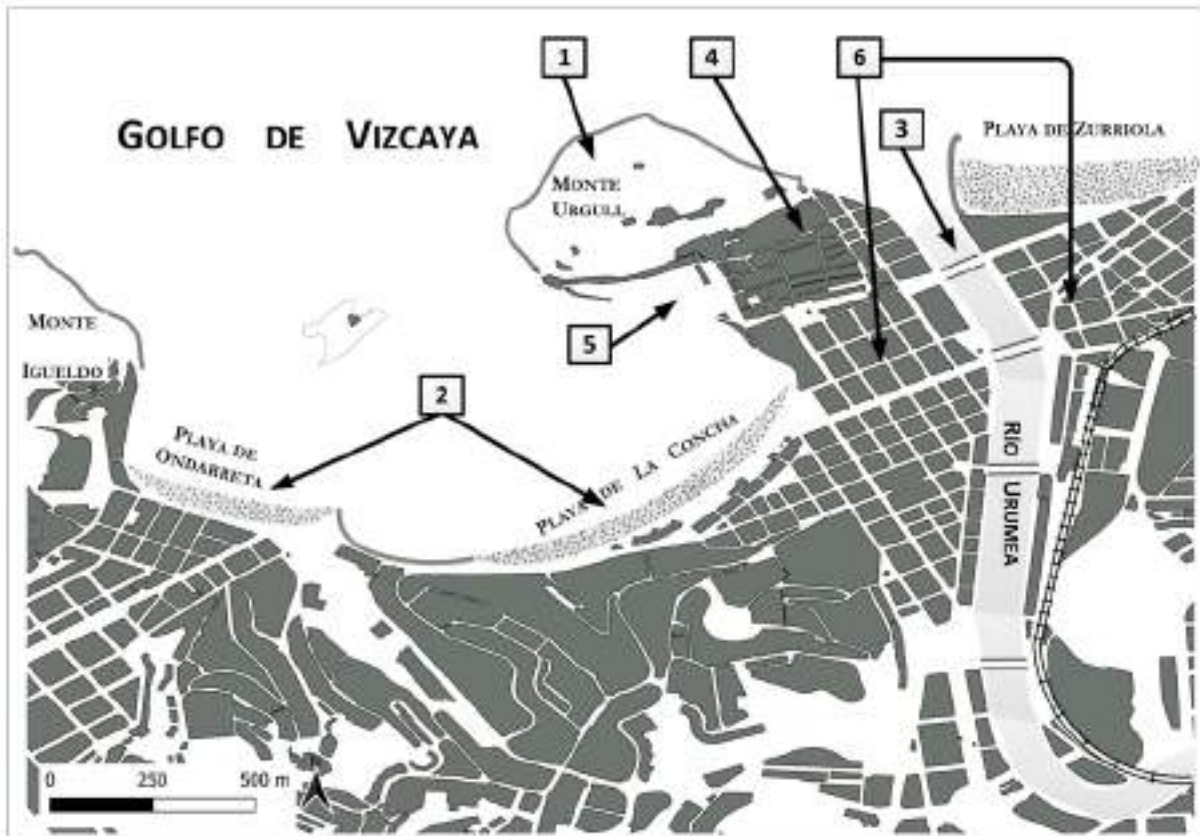 1
4
6
3
GOLFO DE VIZCAYA
PLAYA DE ZURRIOLA
MONTE
URGULL
MONTE
IGUELDO
5
2
PLAYA DE
ONDARRETA
PLAYA DE LA CONCHA
RÍO URUMEA
0 250 500 m